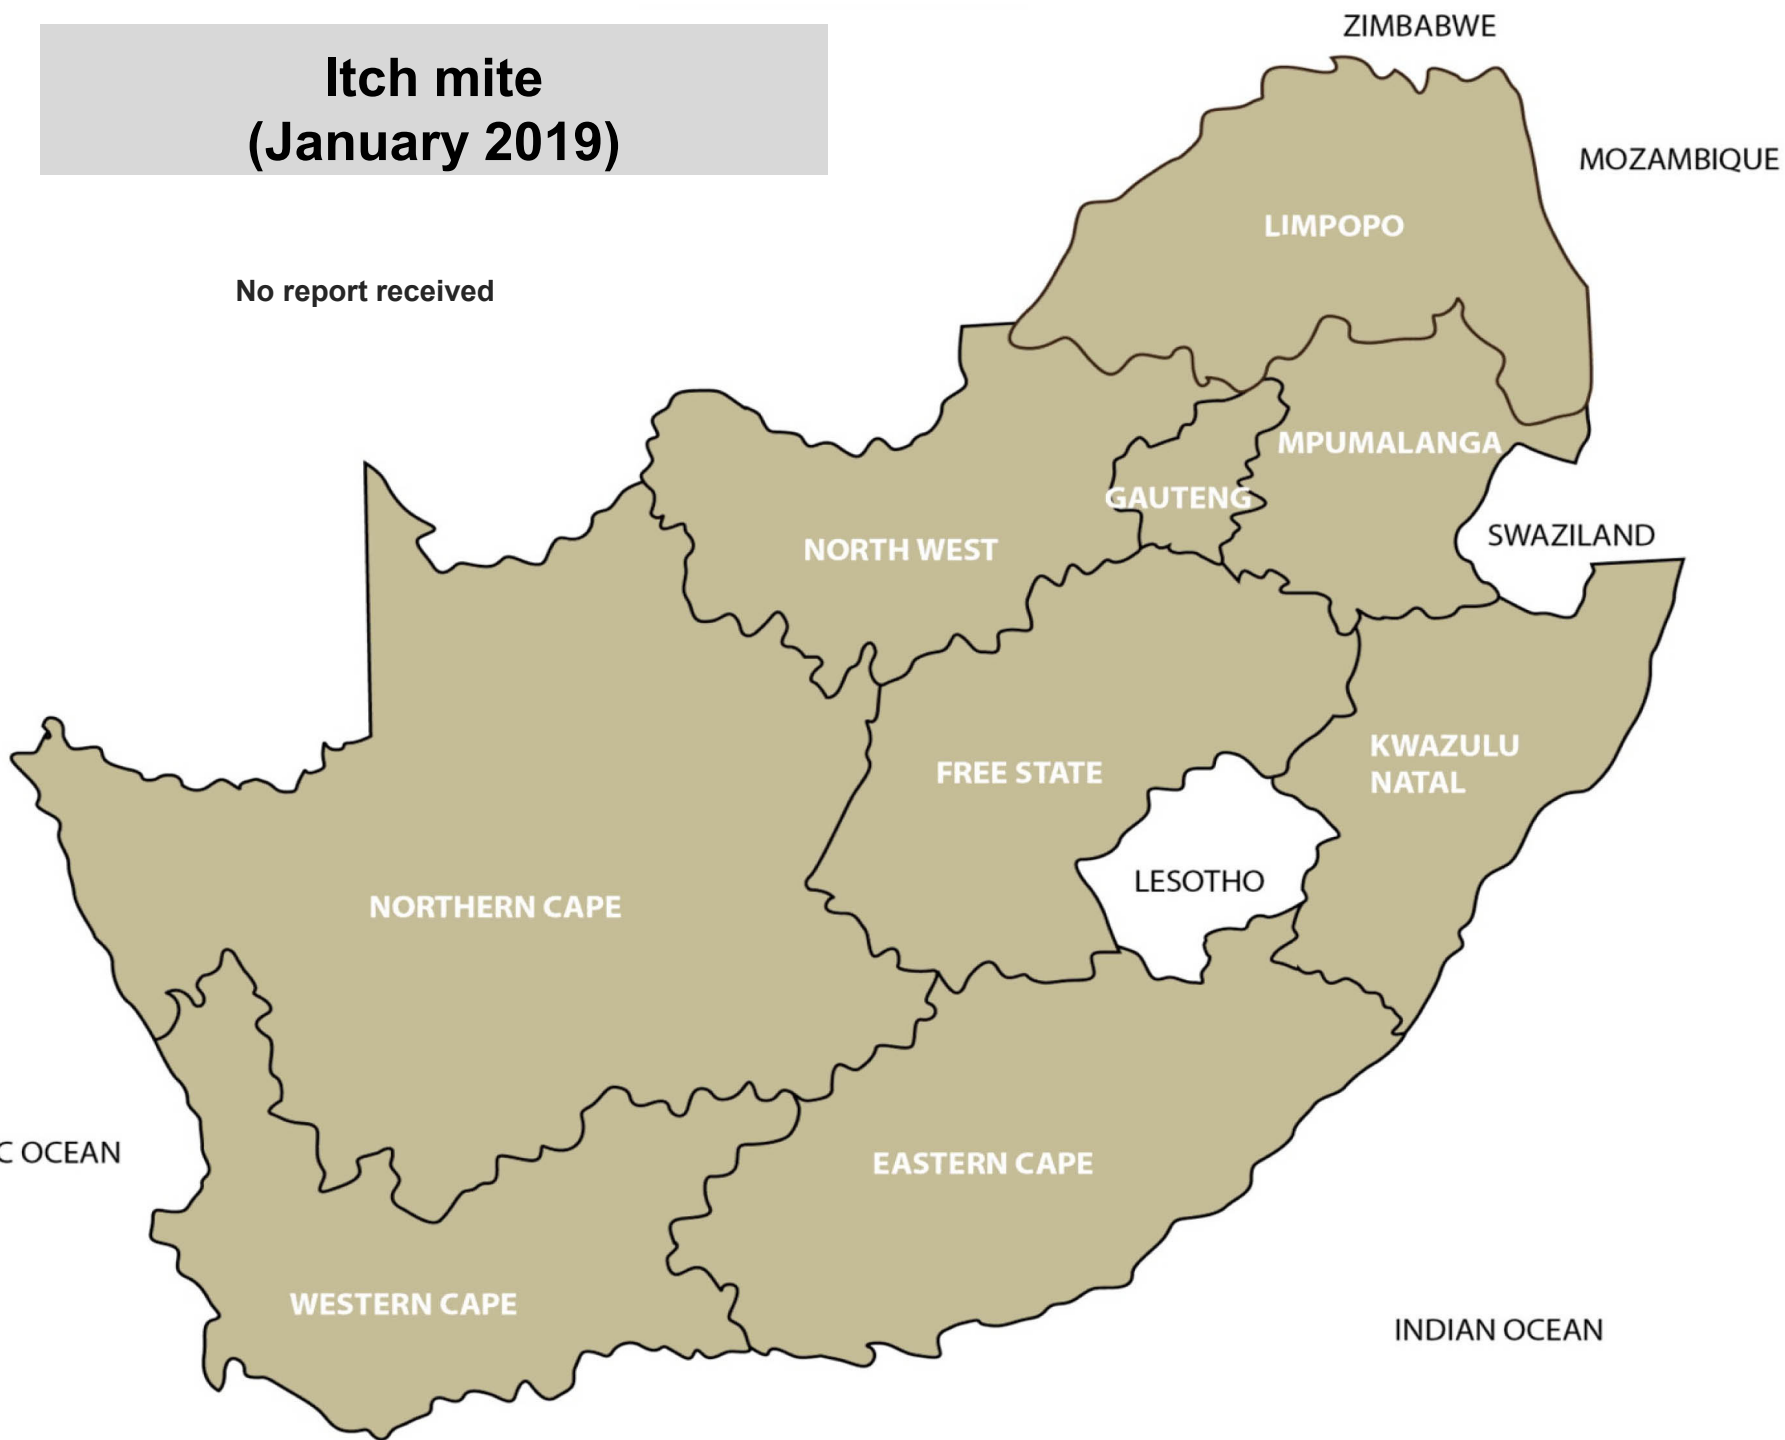 Itch mite
(January 2019)
ZIMBABWE
MOZAMBIQUE
LIMPOPO
No report received
MPUMALANGA
GAUTENG
SWAZILAND
NORTH WEST
KWAZULU
NATAL
FREE STATE
LESOTHO
NORTHERN CAPE
C OCEAN
EASTERN CAPE
WESTERN CAPE
INDIAN OCEAN